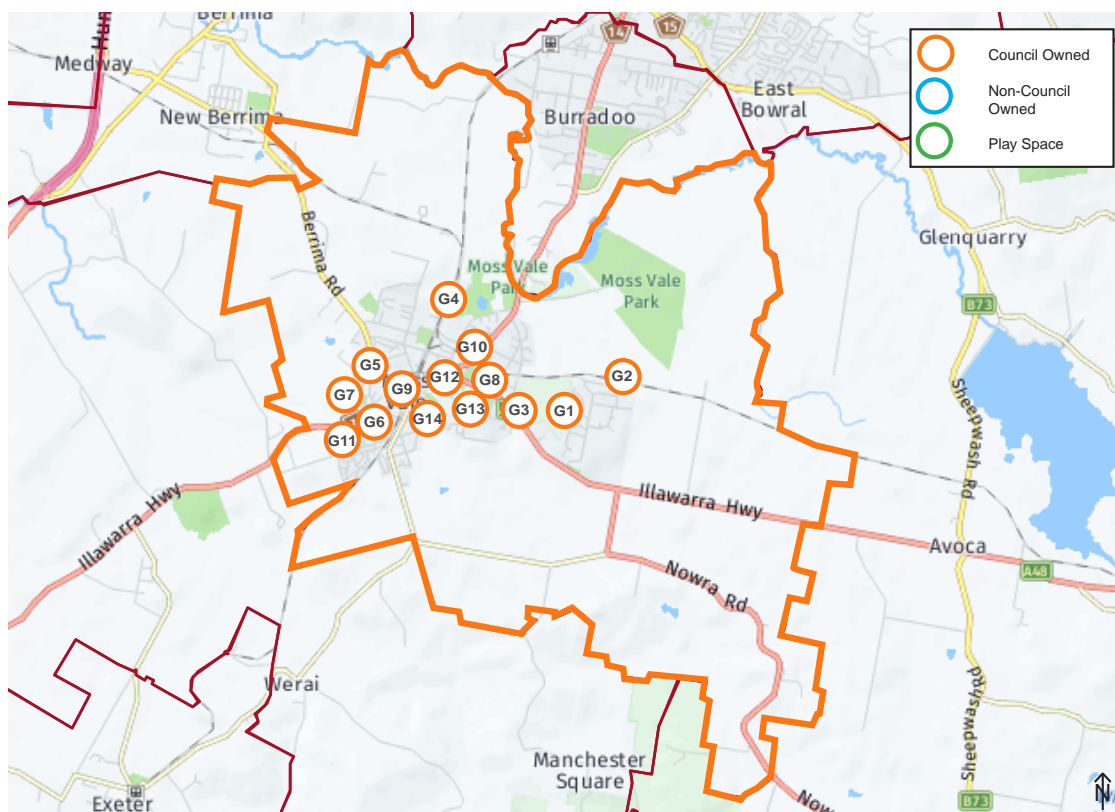 Berrima
Medway
Hum
New Berrima
14
15
Burradoo
East
Bowral
Council Owned
Non-Council
Owned
Play Space
Glenquarry
B73
Berrima Rd
Moss Vale
Park
Moss Vale
Park
G4
G10
G5
G12
G8
G2
G9
G7
G13
G3
G1
G6
G14
G11
Sheepwash Rd
Illawarra Hwy
Illawarra Hwy
Avoca
A48
Nowra Rd
Werai
Sheepwash Rd
Manchester
Square
Exeter
B73
Now
N